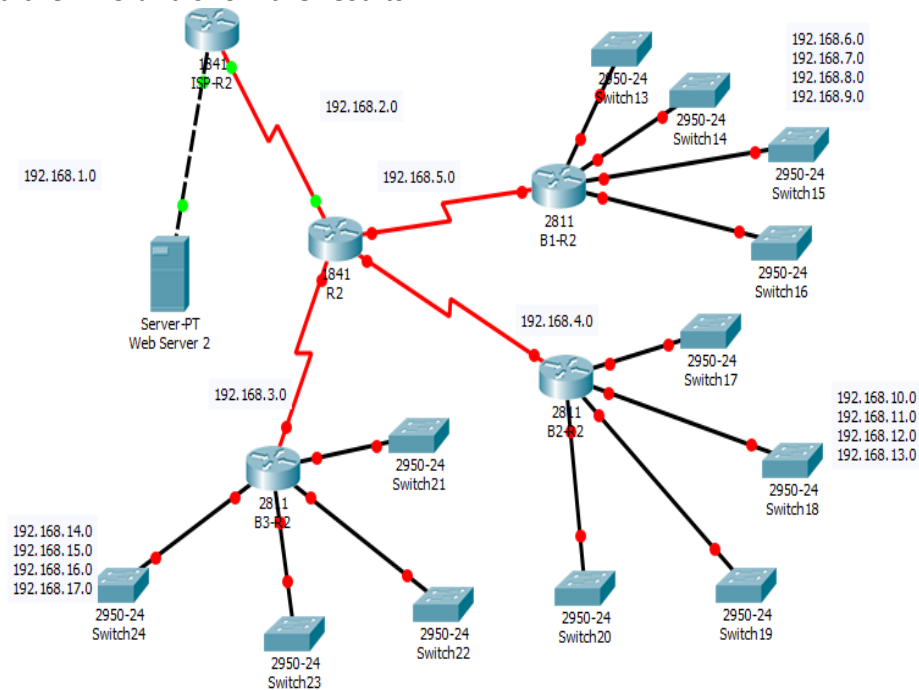 1841
ISP-R2
192.168.2.0
192.168.1.0
Server-PT
Web Server 2
1841
R2
192.168.5.0
2950-24
Switch13
2950-24
Switch14
192.168.6.0
192.168.7.0
192.168.8.0
192.168.9.0
2950-24
Switch15
2811
B1-R2
2950-24
Switch16
192.168.4.0
2950-24
Switch17
2811
B2-R2
192.168.10.0
192.168.11.0
192.168.12.0
192.168.13.0
2950-24
Switch18
192.168.3.0
2950-24
Switch21
2811
B3-R2
192.168.14.0
192.168.15.0
192.168.16.0
192.168.17.0
2950-24
Switch24
2950-24
Switch23
2950-24
Switch22
2950-24
Switch20
2950-24
Switch19